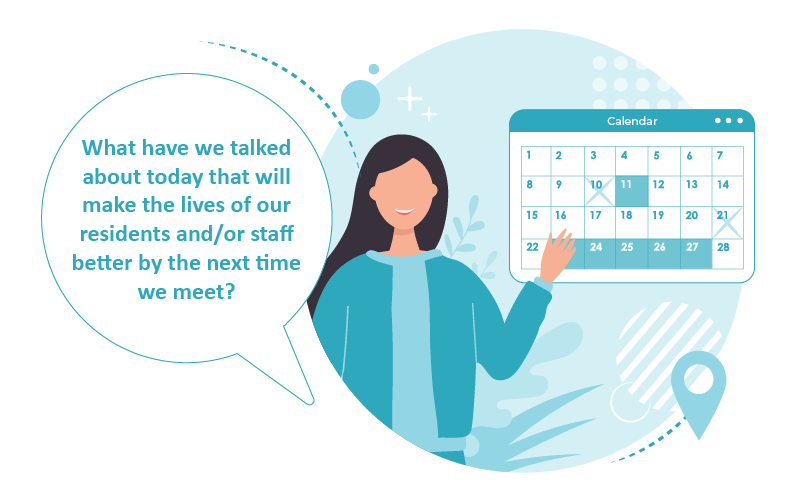 What have we talked
about today that will
make the lives of our
residents and/or staff
better by the next time
we meet?
Calendar
1 2 3 4 5 6 7
8 9 10 11 12 13 14
15 16 17 18 19 20 21
22 24 25 26 27 28